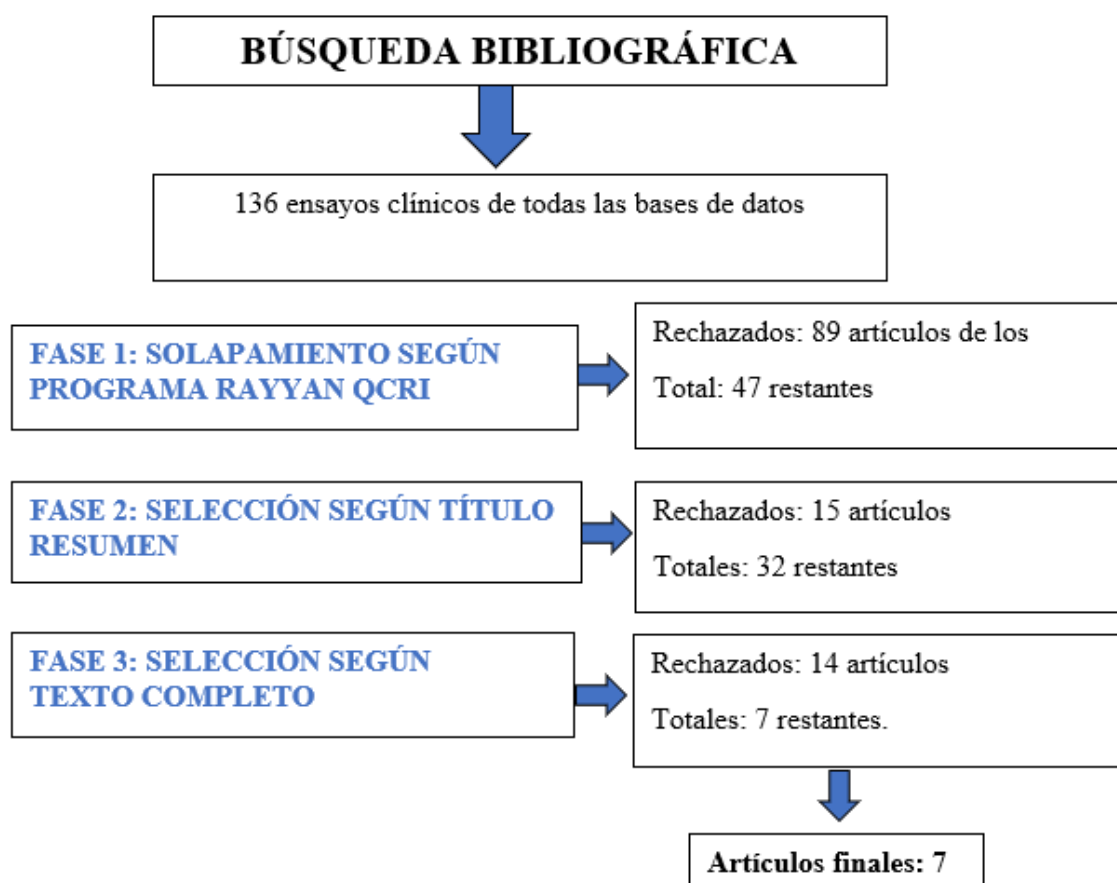 BÚSQUEDA BIBLIOGRÁFICA
136 ensayos clínicos de todas las bases de datos
FASE 1: SOLAPAMIENTO SEGÚN
PROGRAMA RAYYAN QCRI
Rechazados: 89 artículos de los
Total: 47 restantes
FASE 2: SELECCIÓN SEGÚN TÍTULO
RESUMEN
Rechazados: 15 artículos
Totales: 32 restantes
FASE 3: SELECCIÓN SEGÚN
TEXTO COMPLETO
Rechazados: 14 artículos
Totales: 7 restantes.
Artículos finales: 7